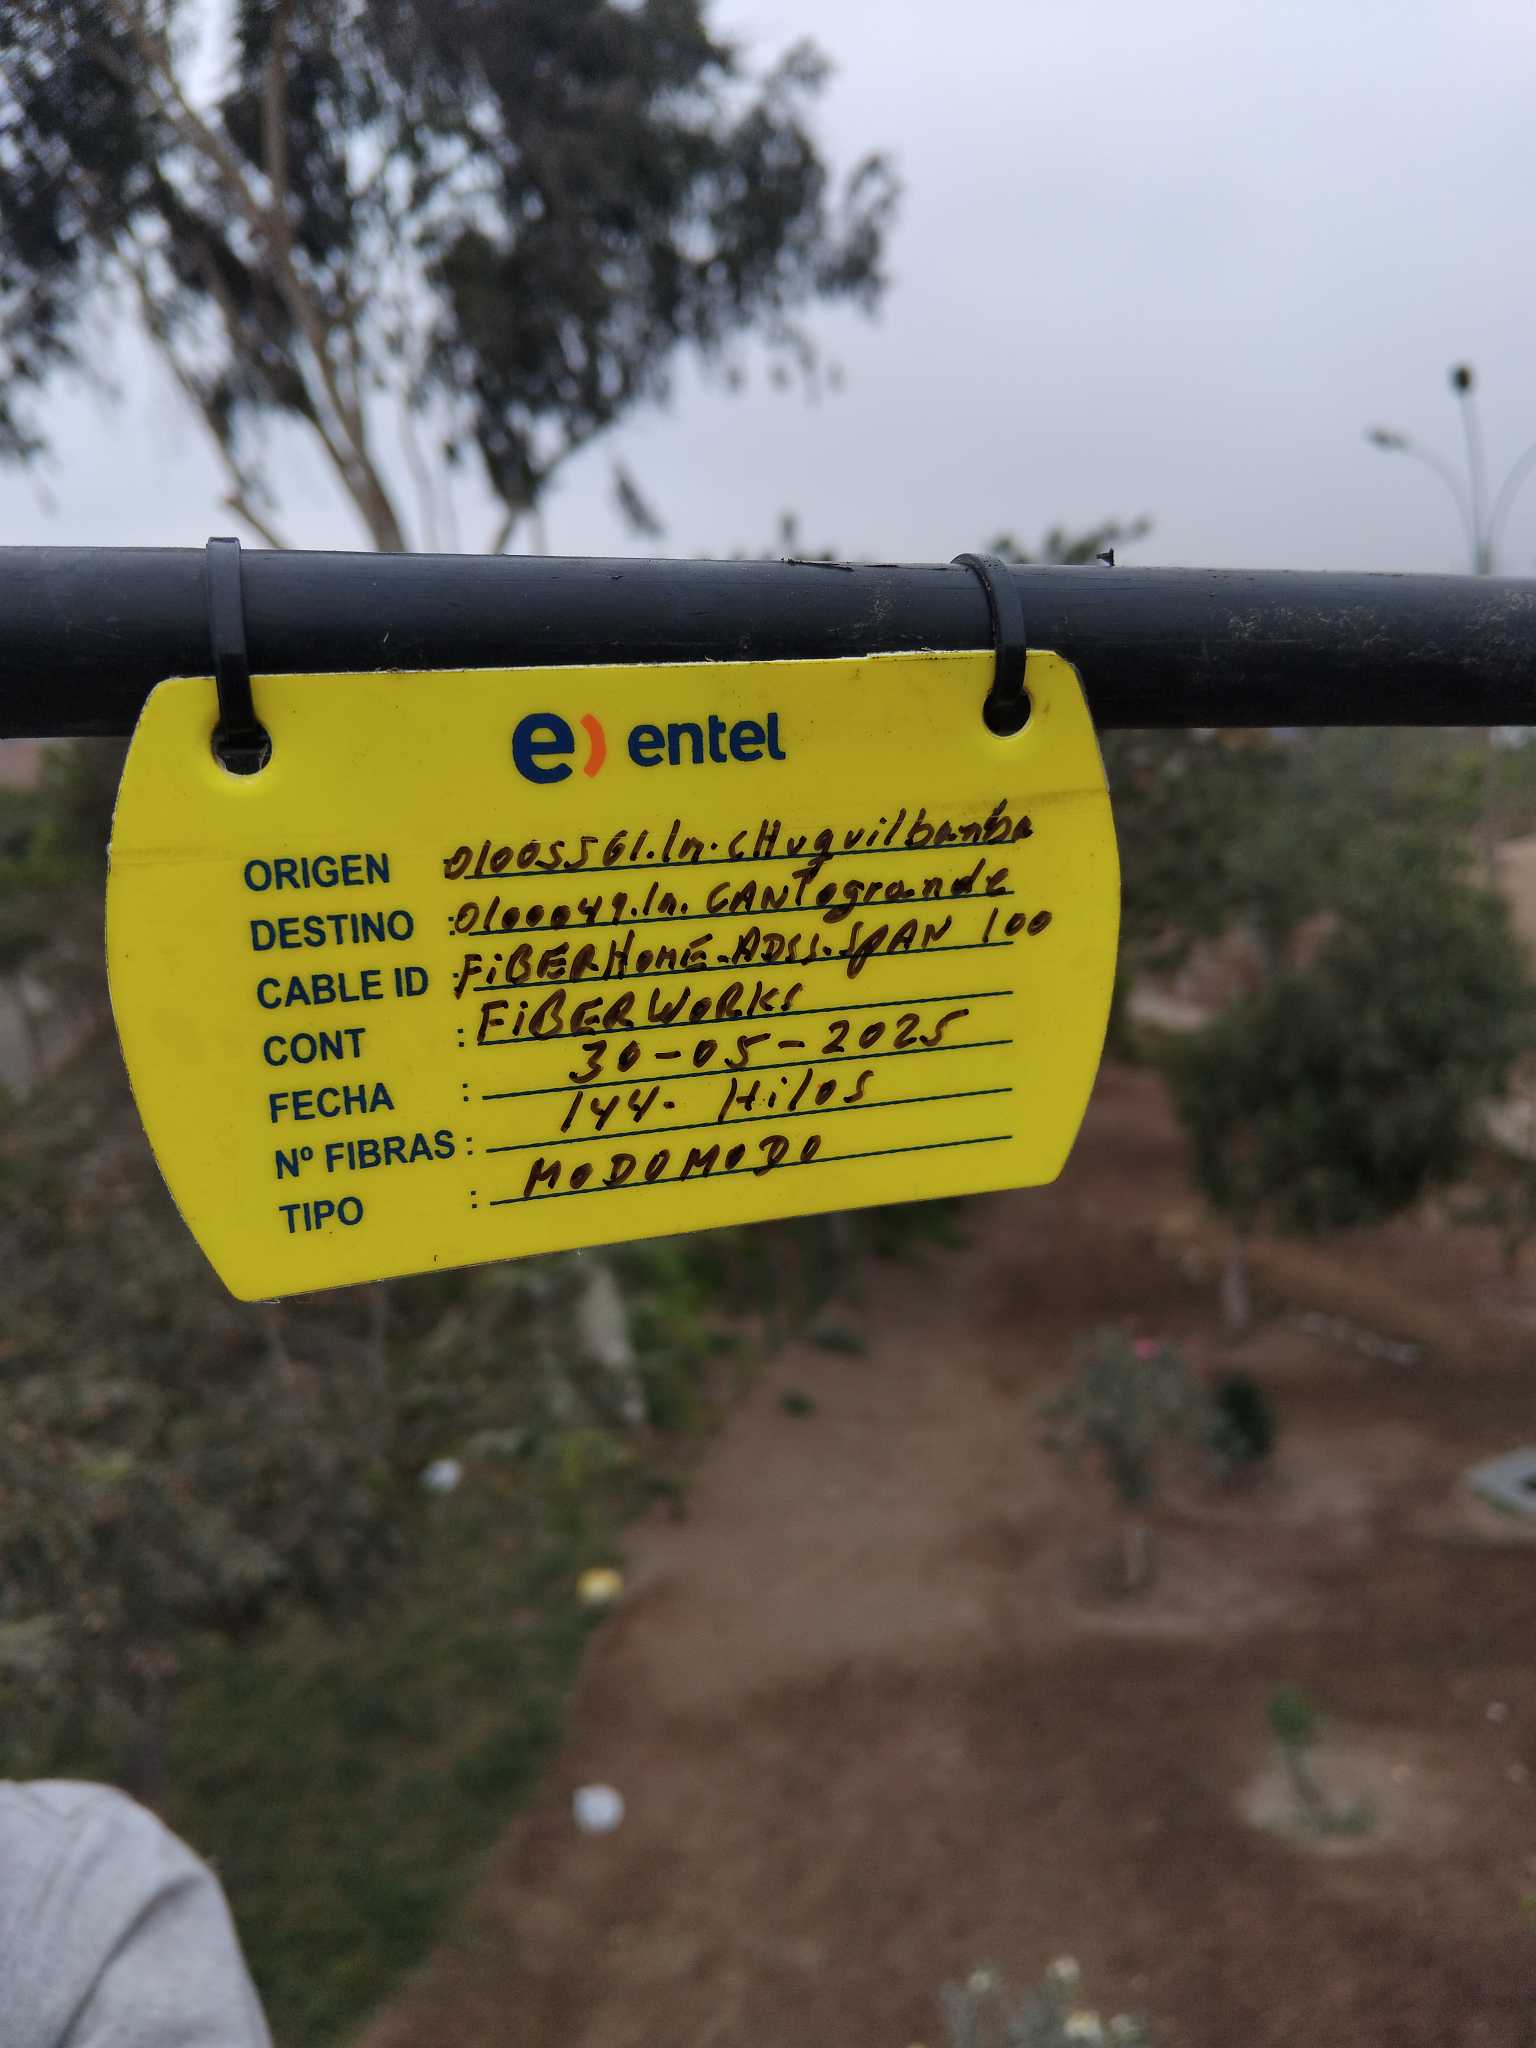 e) entel
ORIGEN 01005561.lm.CHuquilbamba
DESTINO : 0100049.lm. CANTogrande
CABLE ID : FiBERHOME.ADSS.SPAN 100
CONT : FiBERWORKS
FECHA : 30-05-2025
Nº FIBRAS : 144- Hilos
TIPO : MODOMODO